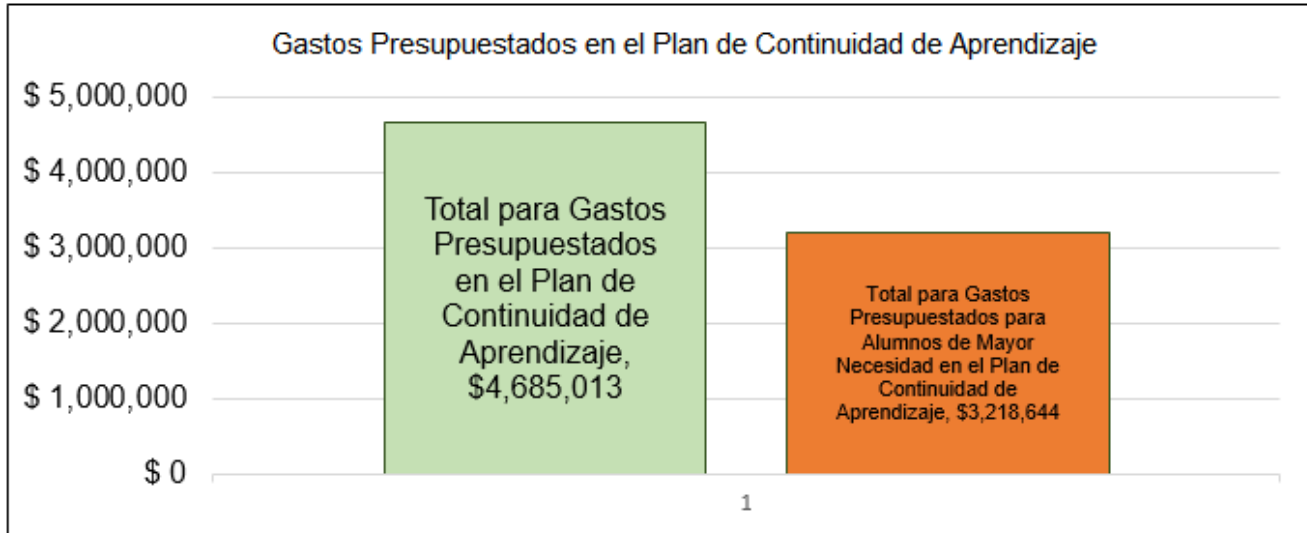 Gastos Presupuestados en el Plan de Continuidad de Aprendizaje
$ 5,000,000
$ 4,000,000
$ 3,000,000
$ 2,000,000
$ 1,000,000
$ 0
Total para Gastos
Presupuestados
en el Plan de
Continuidad de
Aprendizaje,
$4,685,013
Total para Gastos
Presupuestados para
Alumnos de Mayor
Necesidad en el Plan de
Continuidad de
Aprendizaje, $3,218,644
1